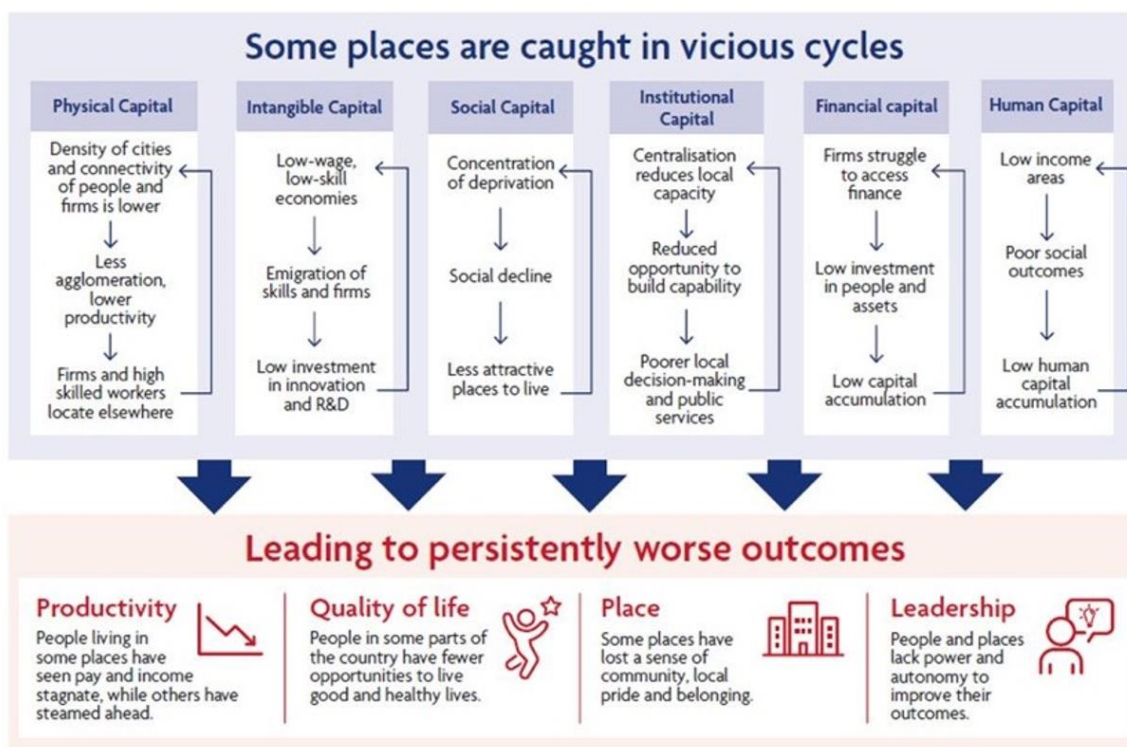 Some places are caught in vicious cycles
Physical Capital
Density of cities
and connectivity
of people and
firms is lower
Less
agglomeration,
lower
productivity
Firms and high
skilled workers
locate elsewhere
Intangible Capital
Low-wage,
low-skill
economies
Emigration of
skills and firms
Low investment
in innovation
and R&D
Social Capital
Concentration
of deprivation
Social decline
Less attractive
places to live
Institutional
Capital
Centralisation
reduces local
capacity
Reduced
opportunity to
build capability
Poorer local
decision-making
and public
services
Financial capital
Firms struggle
to access
finance
Low investment
in people and
assets
Low capital
accumulation
Human Capital
Low income
areas
Poor social
outcomes
Low human
capital
accumulation
Leading to persistently worse outcomes
Productivity
People living in
some places have
seen pay and income
stagnate, while others have
steamed ahead.
Quality of life
People in some parts of
the country have fewer
opportunities to live
good and healthy lives.
Place
Some places have
lost a sense of
community, local
pride and belonging.
Leadership
People and places
lack power and
autonomy to
improve their
outcomes.